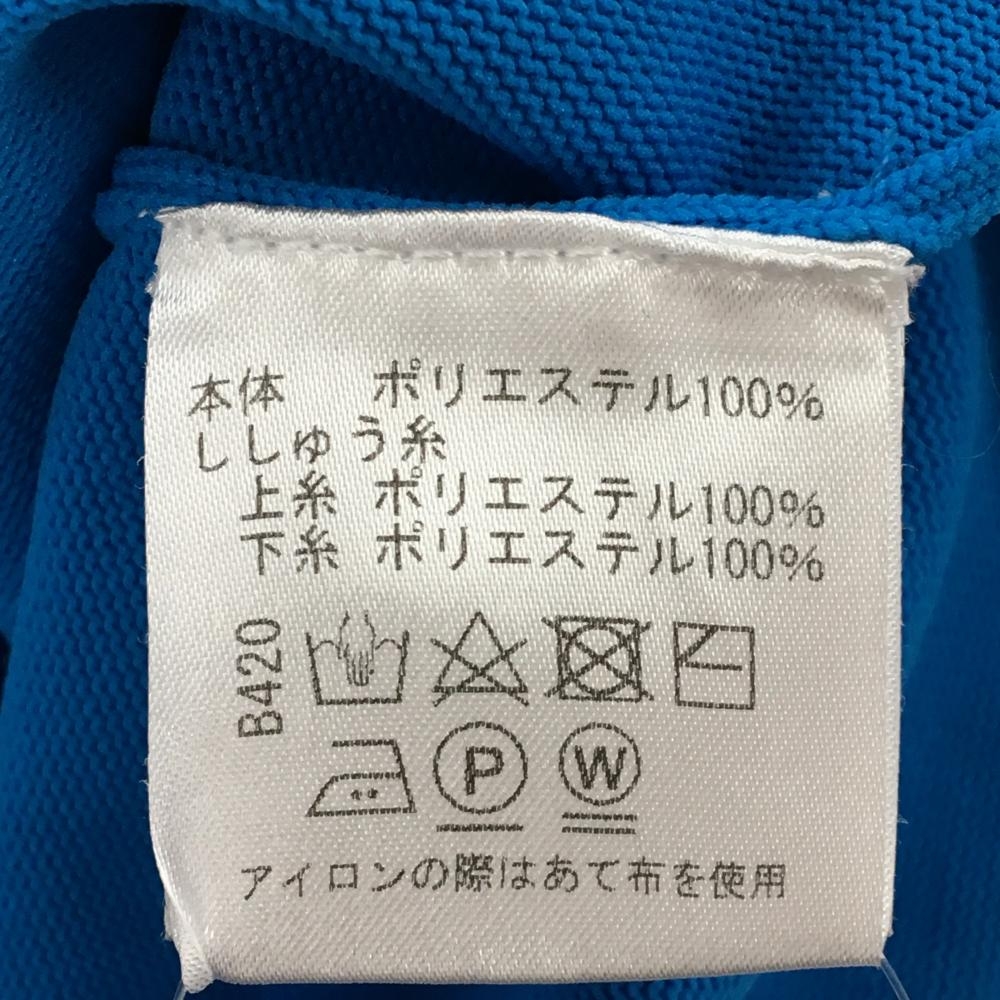 本体 ポリエステル100%
ししゅう糸
上糸 ポリエステル100%
下糸 ポリエステル100%
B420
P W
アイロンの際はあて布を使用